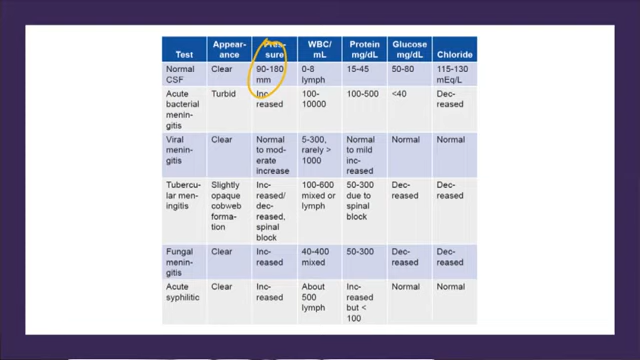 Test Appear-ance Pres-sure WBC/mL Protein mg/dL Glucose mg/dL Chloride
Normal CSF Clear 90-180 mm 0-8 lymph 15-45 50-80 115-130 mEq/L
Acute bacterial menin-gitis Turbid Inc-reased 100-10000 100-500 <40 Dec-reased
Viral menin-gitis Clear Normal to mod-erate increase 5-300, rarely > 1000 Normal to mild inc-reased Normal Normal
Tubercu-lar men-ingitis Slightly opaque cobweb forma-tion Inc-reased/ dec-reased, spinal block 100-600 mixed or lymph 50-300 due to spinal block Dec-reased Dec-reased
Fungal menin-gitis Clear Inc-reased 40-400 mixed 50-300 Dec-reased Dec-reased
Acute syphilitic Clear Inc-reased About 500 lymph Inc-reased but < 100 Normal Normal